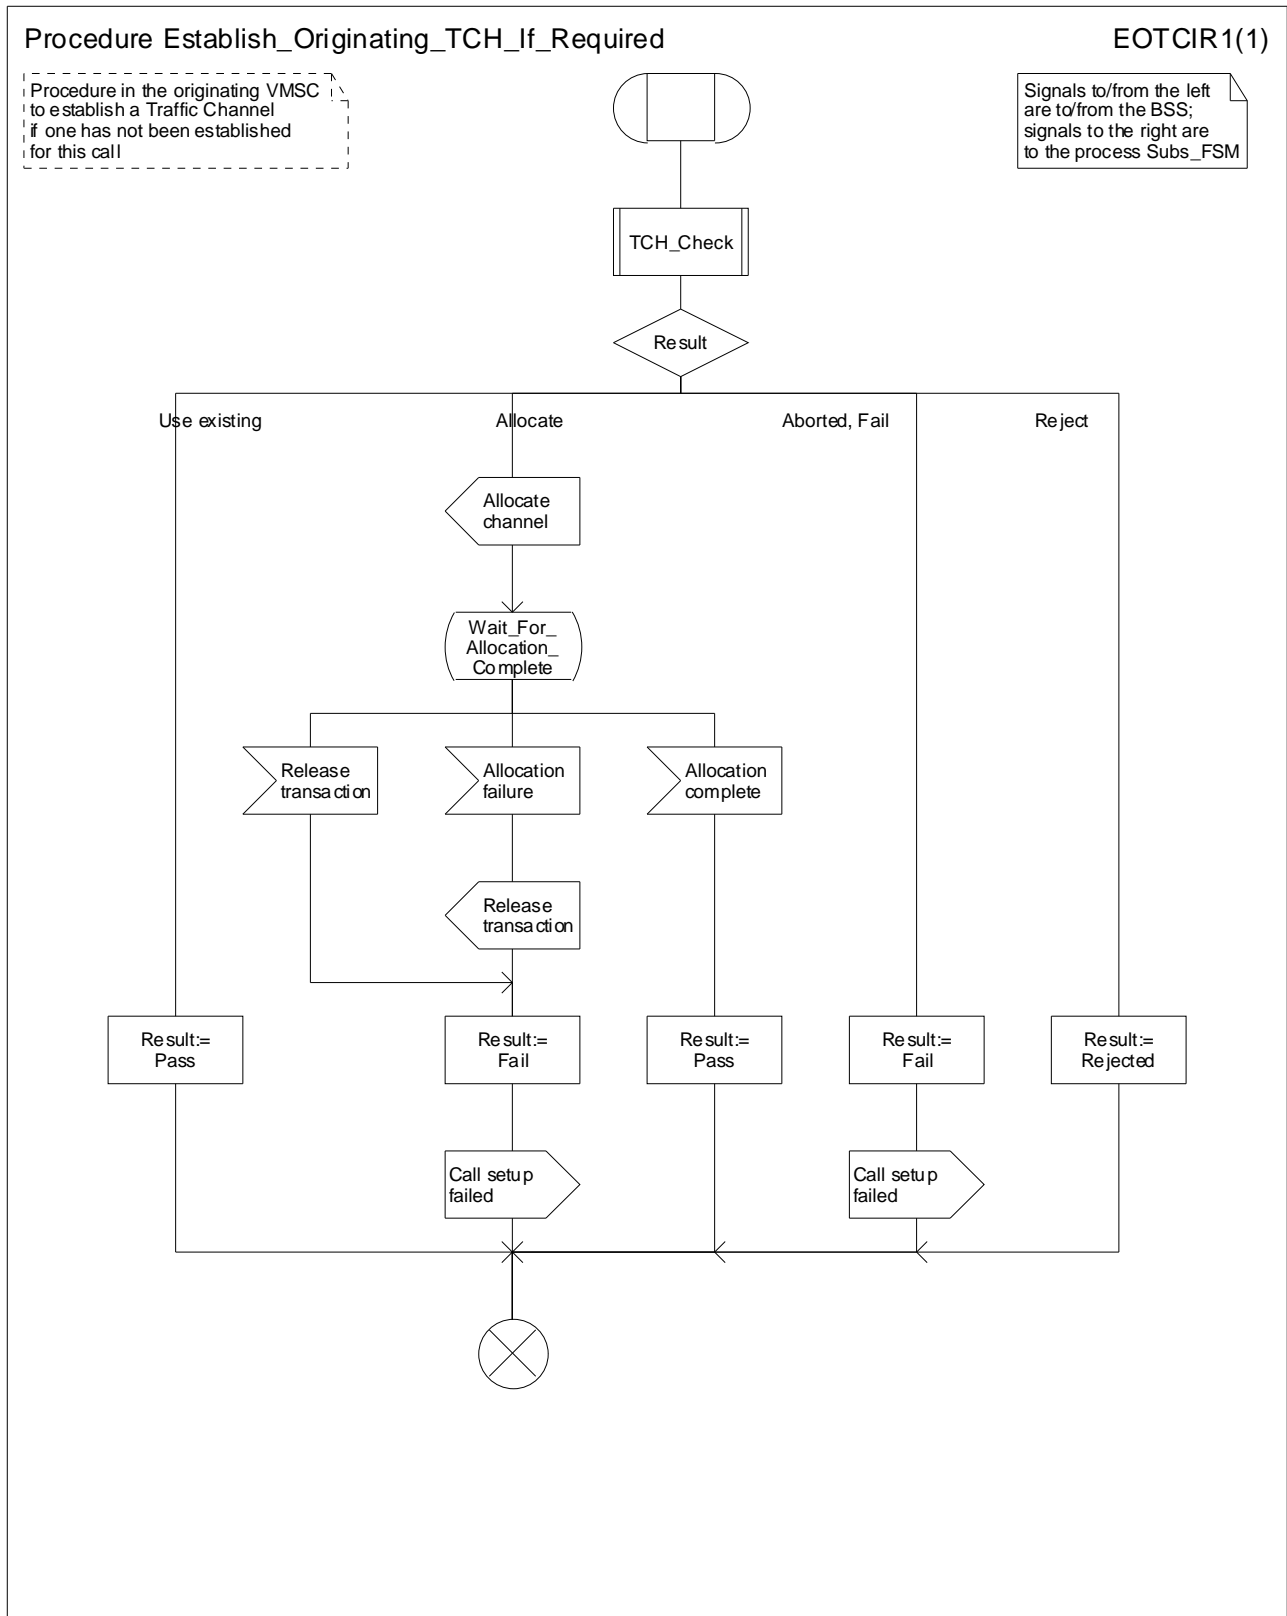 Procedure Establish_Originating_TCH_If_Required
EOTCIR1(1)
Procedure in the originating VMSC
to establish a Traffic Channel
if one has not been established
for this call
Signals to/from the left
are to/from the BSS;
signals to the right are
to the process Subs_FSM
TCH_Check
Result
Use existing
Allocate
Aborted, Fail
Reject
Allocate
channel
Wait_For_
Allocation_
Complete
Release
transaction
Allocation
failure
Allocation
complete
Release
transaction
Result:=
Pass
Result:=
Fail
Result:=
Pass
Result:=
Fail
Result:=
Rejected
Call setup
failed
Call setup
failed